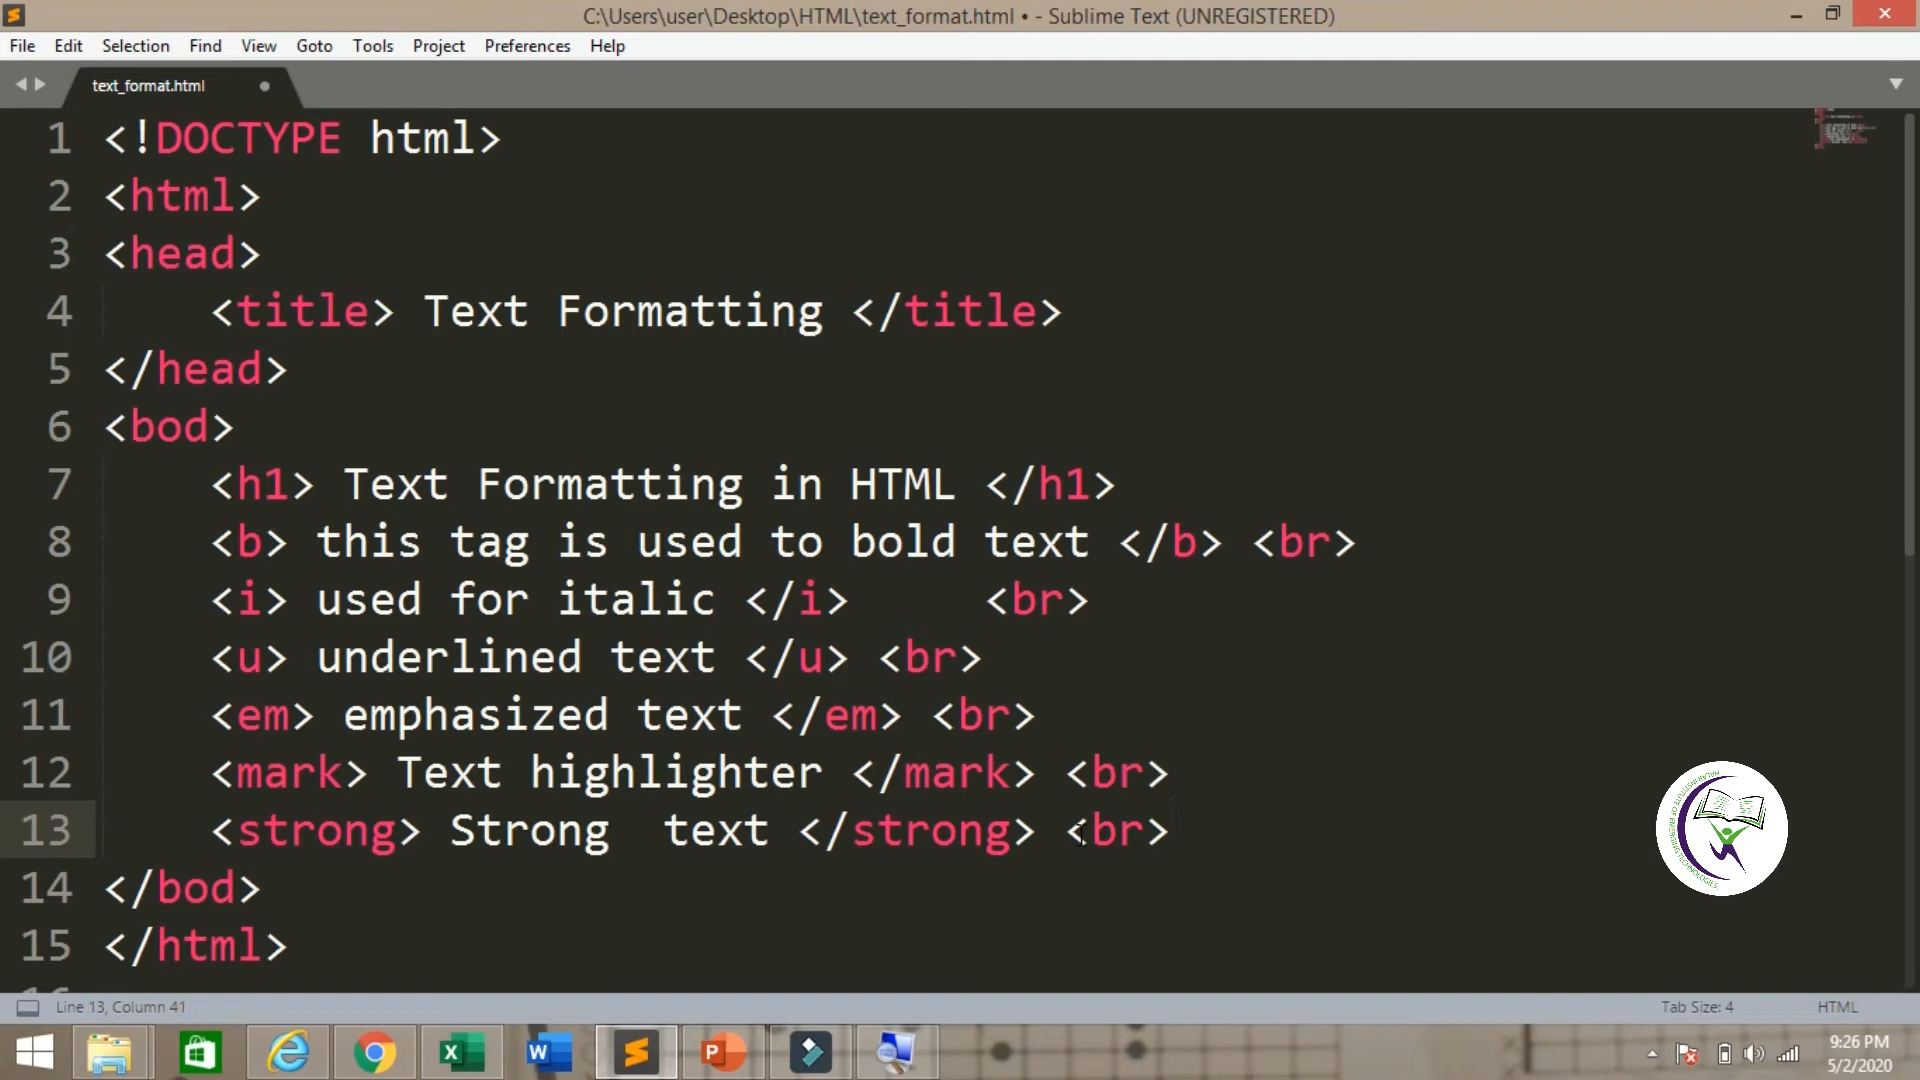 C:\Users\user\Desktop\HTML\text_format.html • - Sublime Text (UNREGISTERED)
File Edit Selection Find View Goto Tools Project Preferences Help
text_format.html
1 <!DOCTYPE html>
2 <html>
3 <head>
4 <title> Text Formatting </title>
5 </head>
6 <bod>
7 <h1> Text Formatting in HTML </h1>
8 <b> this tag is used to bold text </b> <br>
9 <i> used for italic </i> <br>
10 <u> underlined text </u> <br>
11 <em> emphasized text </em> <br>
12 <mark> Text highlighter </mark> <br>
13 <strong> Strong text </strong> <br>
14 </bod>
15 </html>
HALAR INSTITUTE OF EMERGING TECHNOLOGIES
Line 13, Column 41 Tab Size: 4 HTML
9:26 PM
5/2/2020